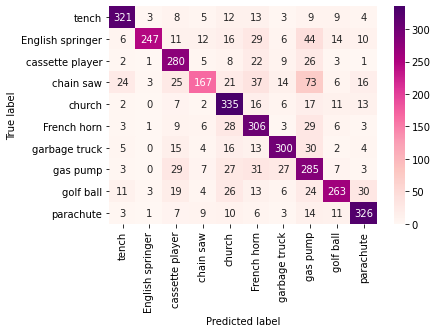 True label
tench 321 3 8 5 12 13 3 9 9 4
English springer 6 247 11 12 16 29 6 44 14 10
cassette player 2 1 280 5 8 22 9 26 3 1
chain saw 24 3 25 167 21 37 14 73 6 16
church 2 0 7 2 335 16 6 17 11 13
French horn 3 1 9 6 28 306 3 29 6 3
garbage truck 5 0 15 4 16 13 300 30 2 4
gas pump 3 0 29 7 27 31 27 285 7 3
golf ball 11 3 19 4 26 13 6 24 263 30
parachute 3 1 7 9 10 6 3 14 11 326
tench English springer cassette player chain saw church French horn garbage truck gas pump golf ball parachute
Predicted label
300
250
200
150
100
50
0